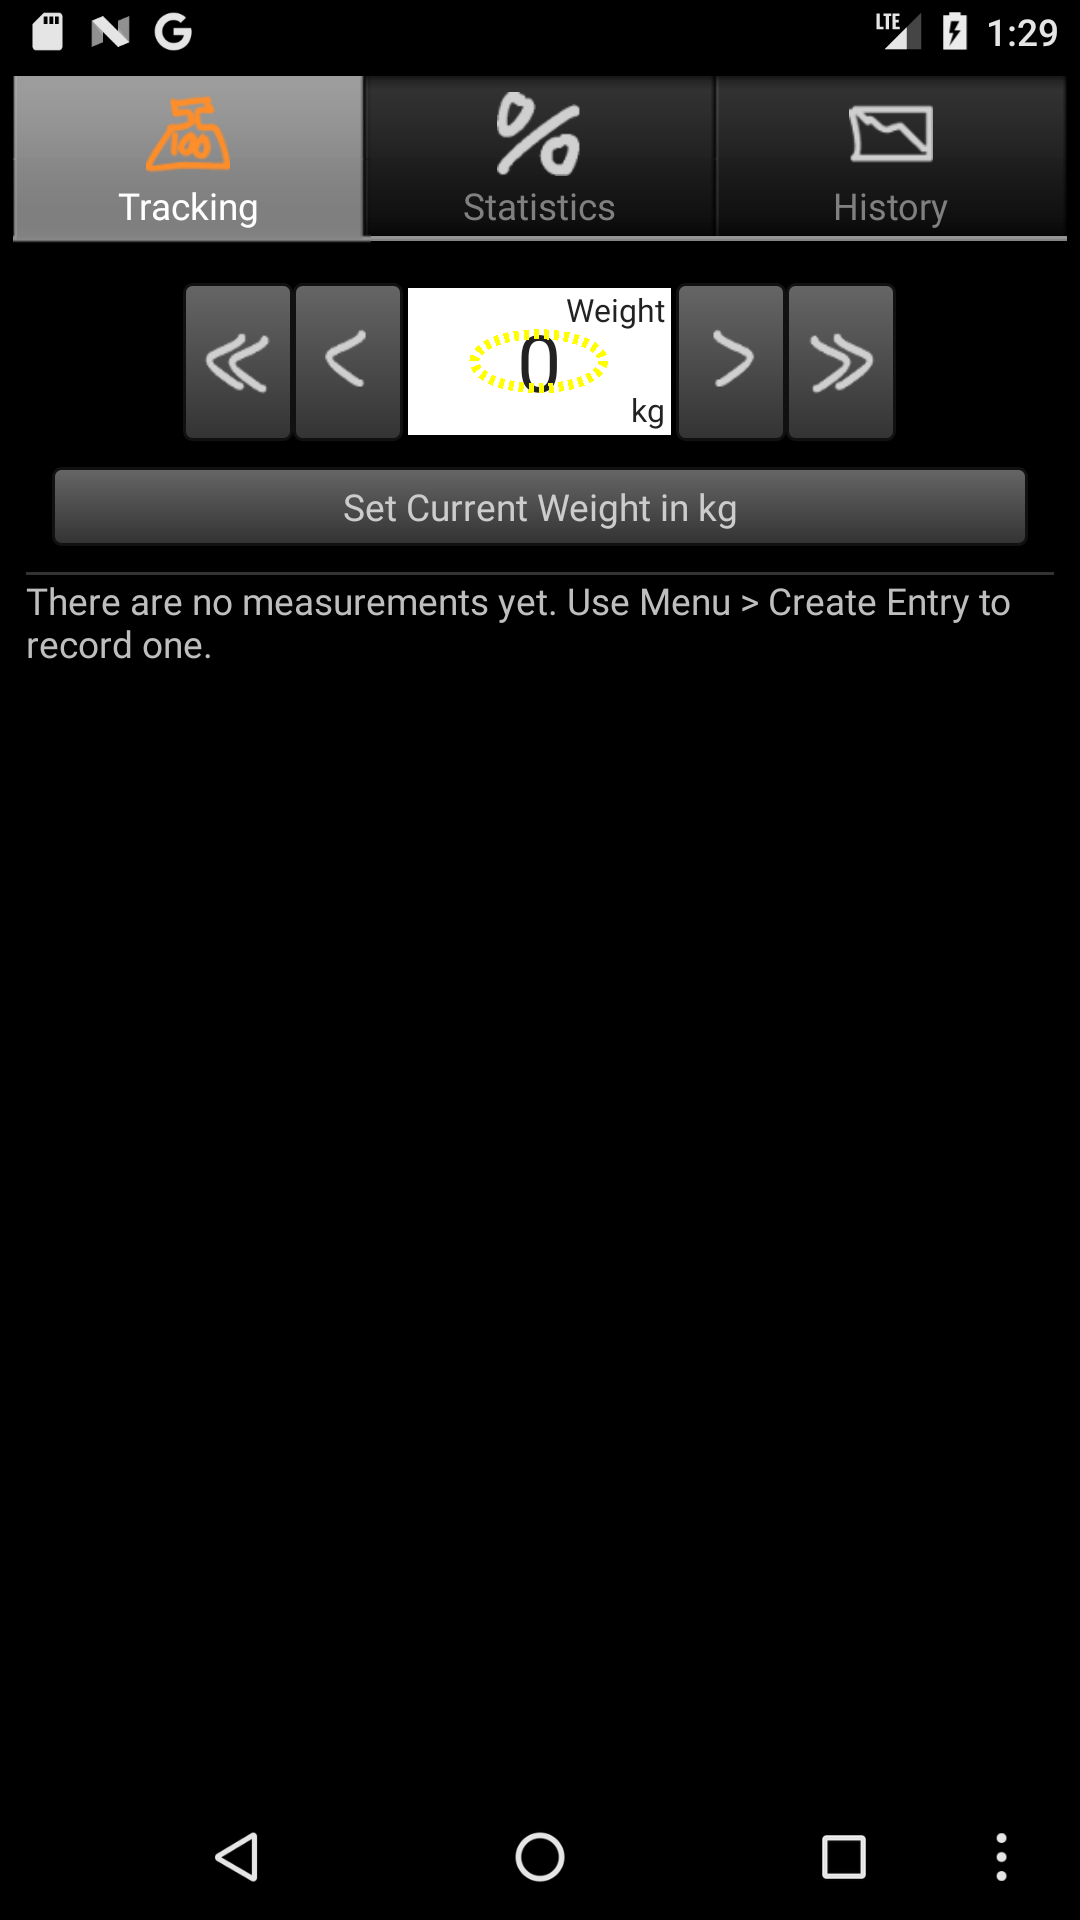 LTE 1:29
100
Tracking
Statistics
History
Weight
0
kg
Set Current Weight in kg
There are no measurements yet. Use Menu > Create Entry to
record one.